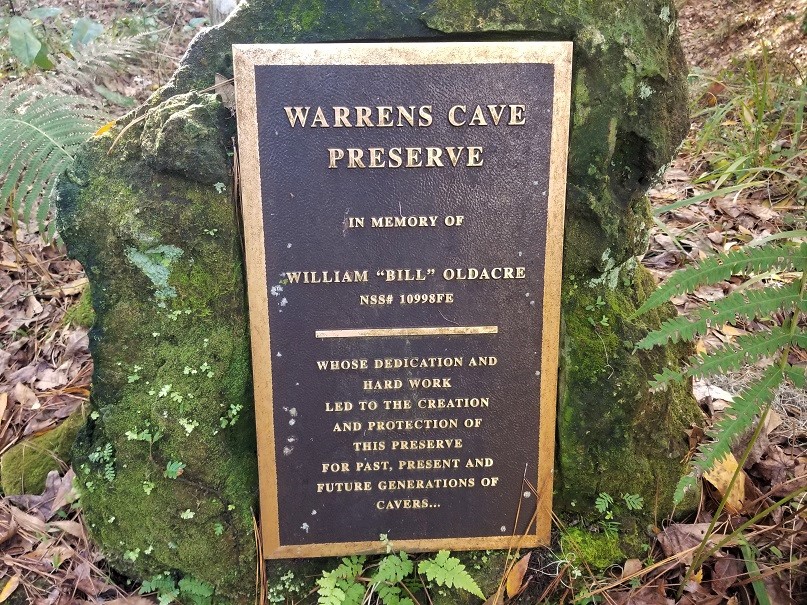 WARRENS CAVE
PRESERVE
IN MEMORY OF
WILLIAM “BILL” OLDACRE
NSS# 10998FE
WHOSE DEDICATION AND
HARD WORK
LED TO THE CREATION
AND PROTECTION OF
THIS PRESERVE
FOR PAST, PRESENT AND
FUTURE GENERATIONS OF
CAVERS...